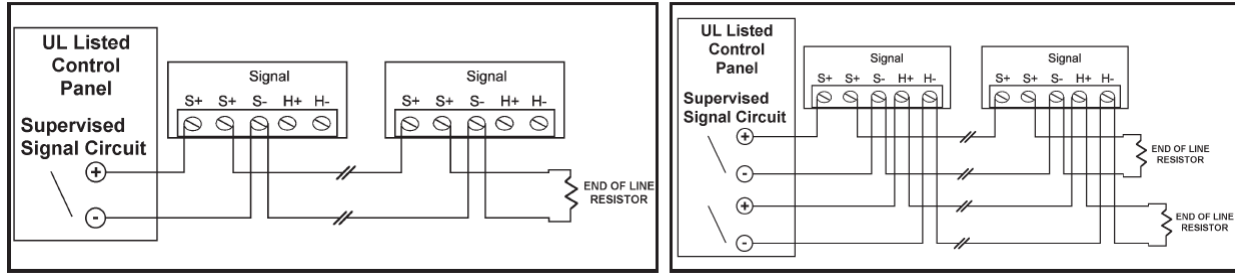 UL Listed
Control
Panel
Signal
S+ S+ S- H+ H-
Signal
S+ S+ S- H+ H-
Supervised
Signal Circuit
+
-
END OF LINE
RESISTOR
UL Listed
Control
Panel
Signal
S+ S+ S- H+ H-
Signal
S+ S+ S- H+ H-
Supervised
Signal Circuit
+
-
+
-
END OF LINE
RESISTOR
END OF LINE
RESISTOR